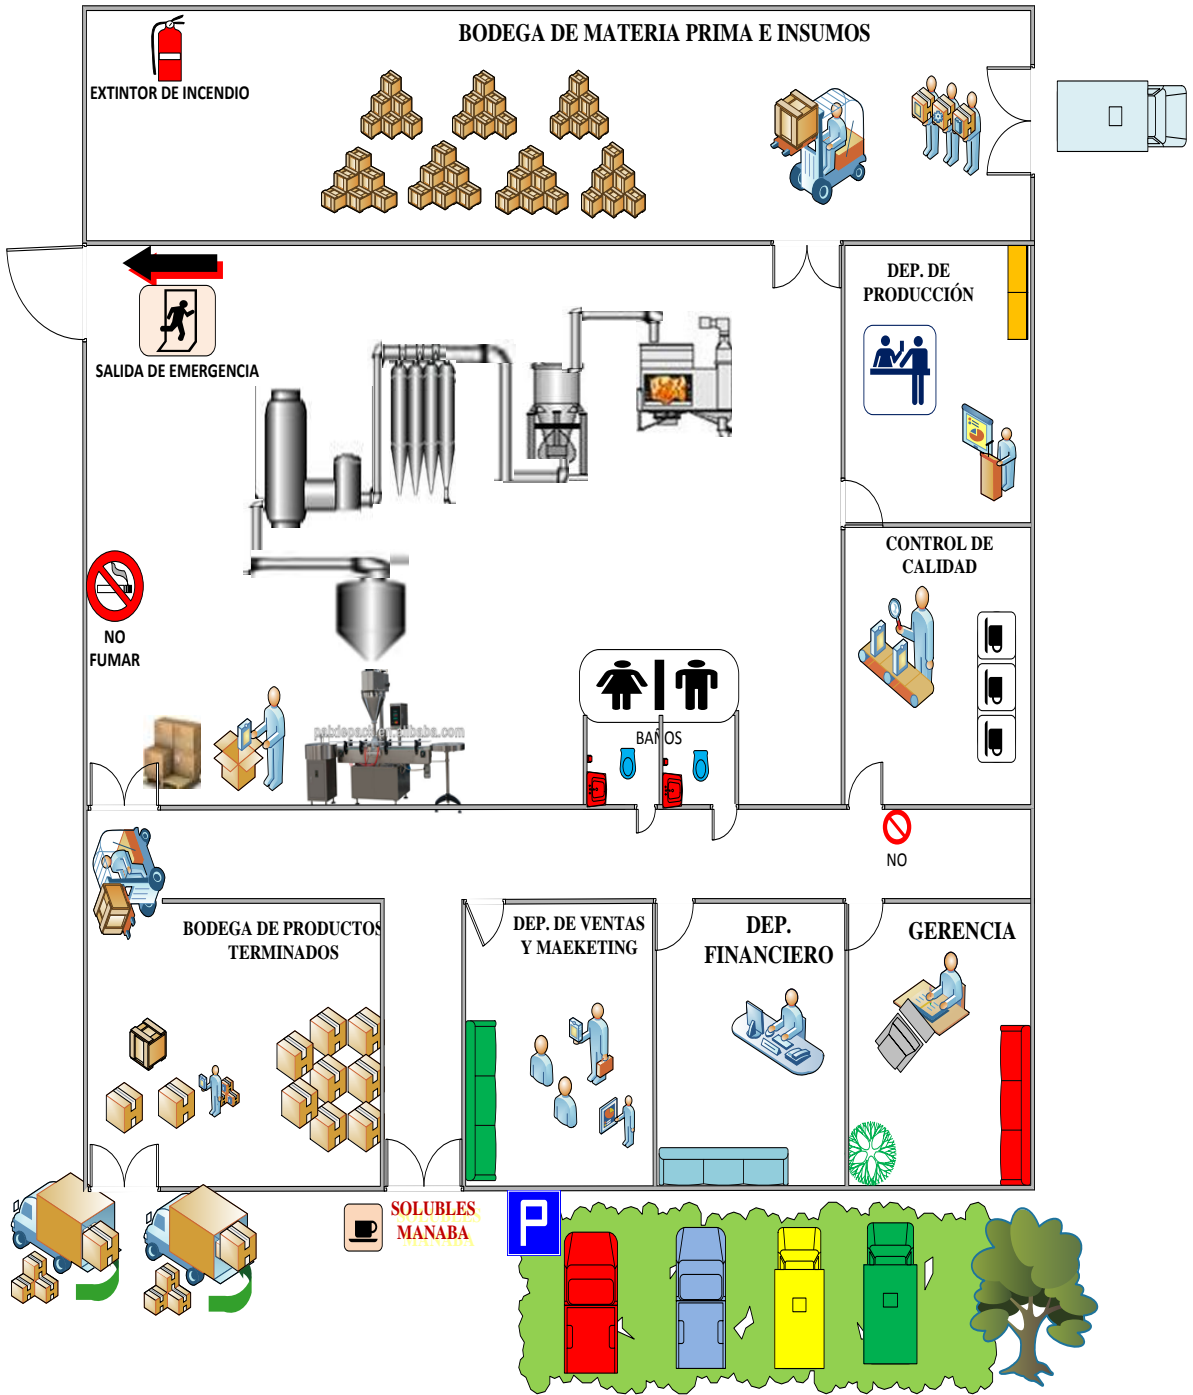 BODEGA DE MATERIA PRIMA E INSUMOS
EXTINTOR DE INCENDIO
DEP. DE
PRODUCCIÓN
SALIDA DE EMERGENCIA
CONTROL DE
CALIDAD
NO
FUMAR
BAÑOS
NO
BODEGA DE PRODUCTOS
TERMINADOS
DEP. DE VENTAS
Y MAEKETING
DEP.
FINANCIERO
GERENCIA
SOLUBLES
MANABA
P